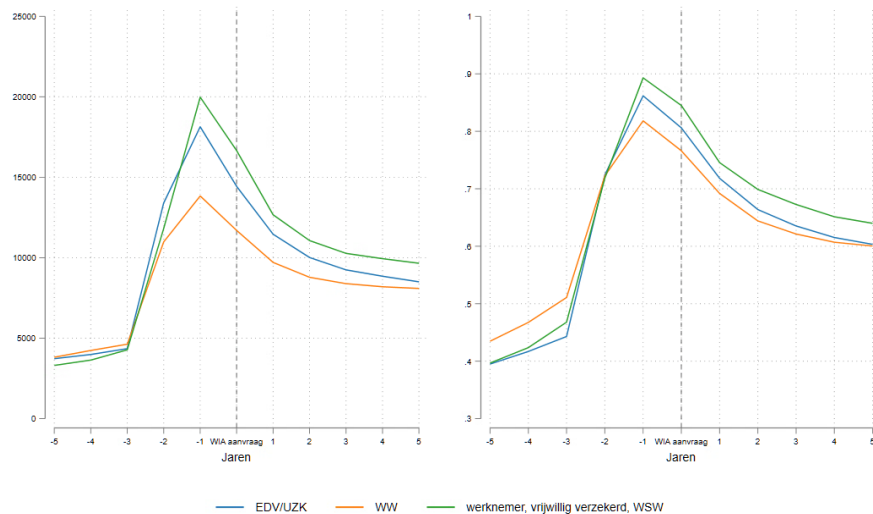 25000
20000
15000
10000
5000
0
-5 -4 -3 -2 -1 WIA aanvraag 1 2 3 4 5
Jaren
1
.9
.8
.7
.6
.5
.4
.3
-5 -4 -3 -2 -1 WIA aanvraag 1 2 3 4 5
Jaren
EDV/UZK WW werknemer, vrijwillig verzekerd, WSW